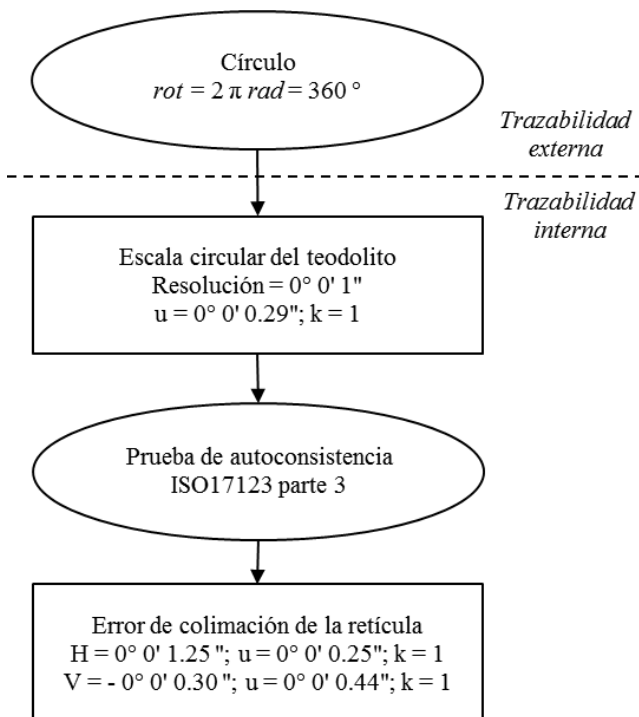 Círculo
rot = 2 π rad = 360 °
Trazabilidad
externa
Trazabilidad
interna
Escala circular del teodolito
Resolución = 0° 0' 1"
u = 0° 0' 0.29"; k = 1
Prueba de autoconsistencia
ISO17123 parte 3
Error de colimación de la retícula
H = 0° 0' 1.25 "; u = 0° 0' 0.25"; k = 1
V = - 0° 0' 0.30 "; u = 0° 0' 0.44"; k = 1